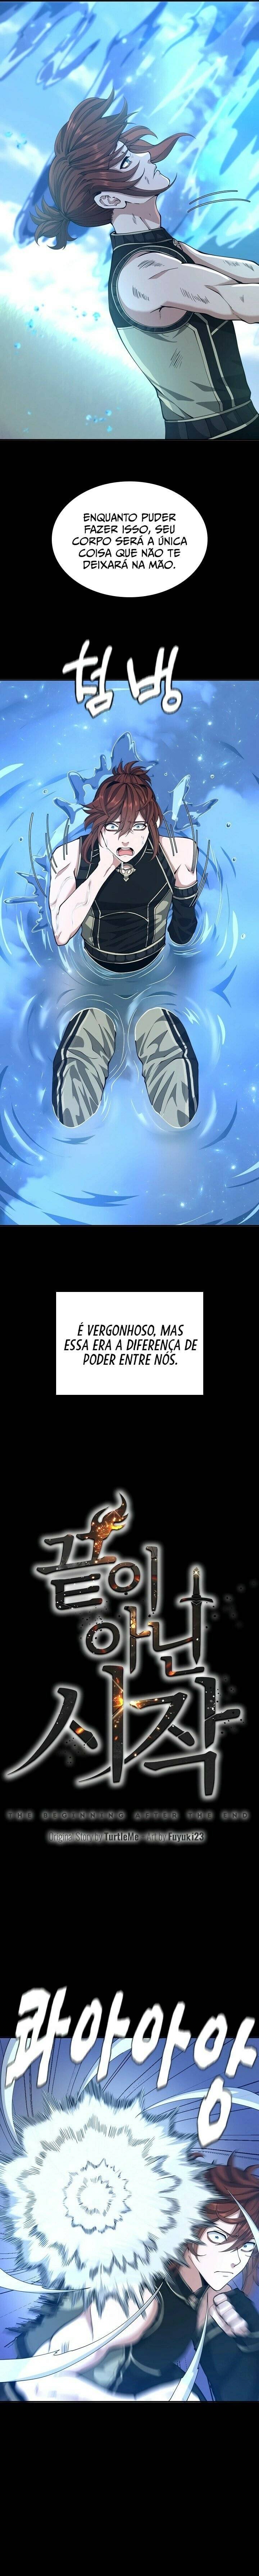 ENQUANTO PUDER
FAZER ISSO, SEU
CORPO SERÁ A ÚNICA
COISA QUE NÃO TE
DEIXARÁ NA MÃO.
텀벙
É VERGONHOSO, MAS
ESSA ERA A DIFERENÇA DE
PODER ENTRE NÓS.
끝이
아닌
시작
THE BEGINNING AFTER THE END
Original Story by TurtleMe • Art by Fuyuki23
콰아아앙